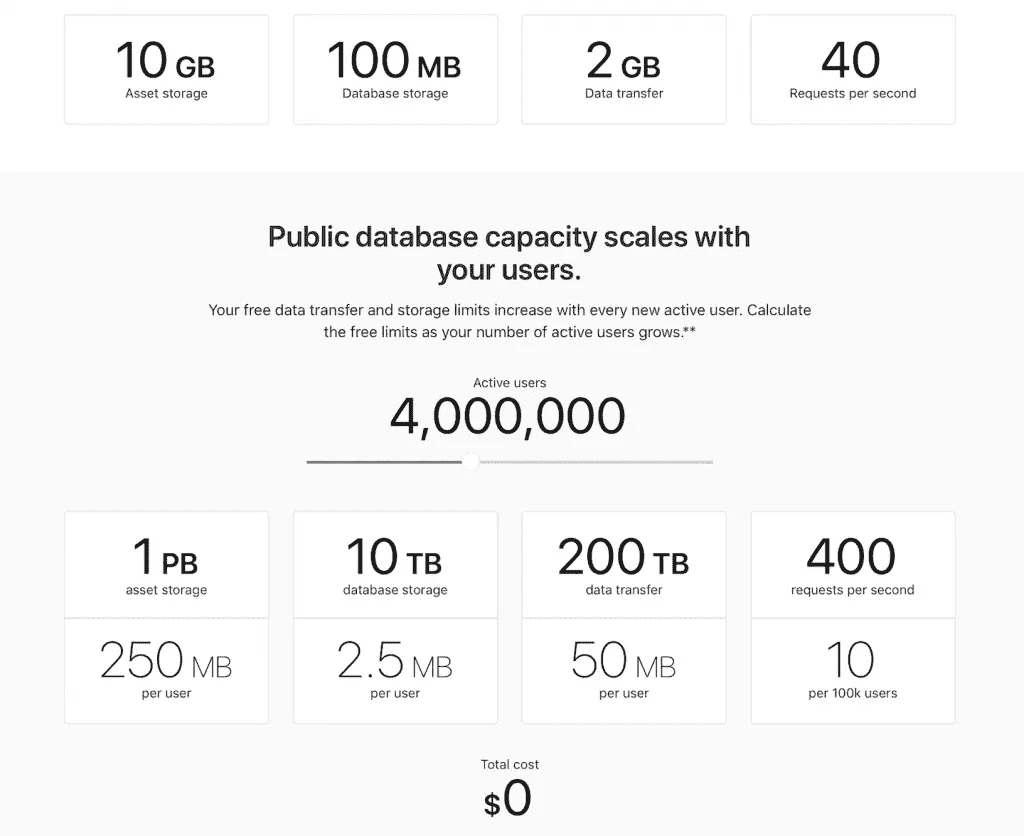 10 GB
Asset storage
100 MB
Database storage
2 GB
Data transfer
40
Requests per second
Public database capacity scales with
your users.
Your free data transfer and storage limits increase with every new active user. Calculate
the free limits as your number of active users grows.**
Active users
4,000,000
1 PB
asset storage
250 MB
per user
10 TB
database storage
2.5 MB
per user
200 TB
data transfer
50 MB
per user
400
requests per second
10
per 100k users
Total cost
$0